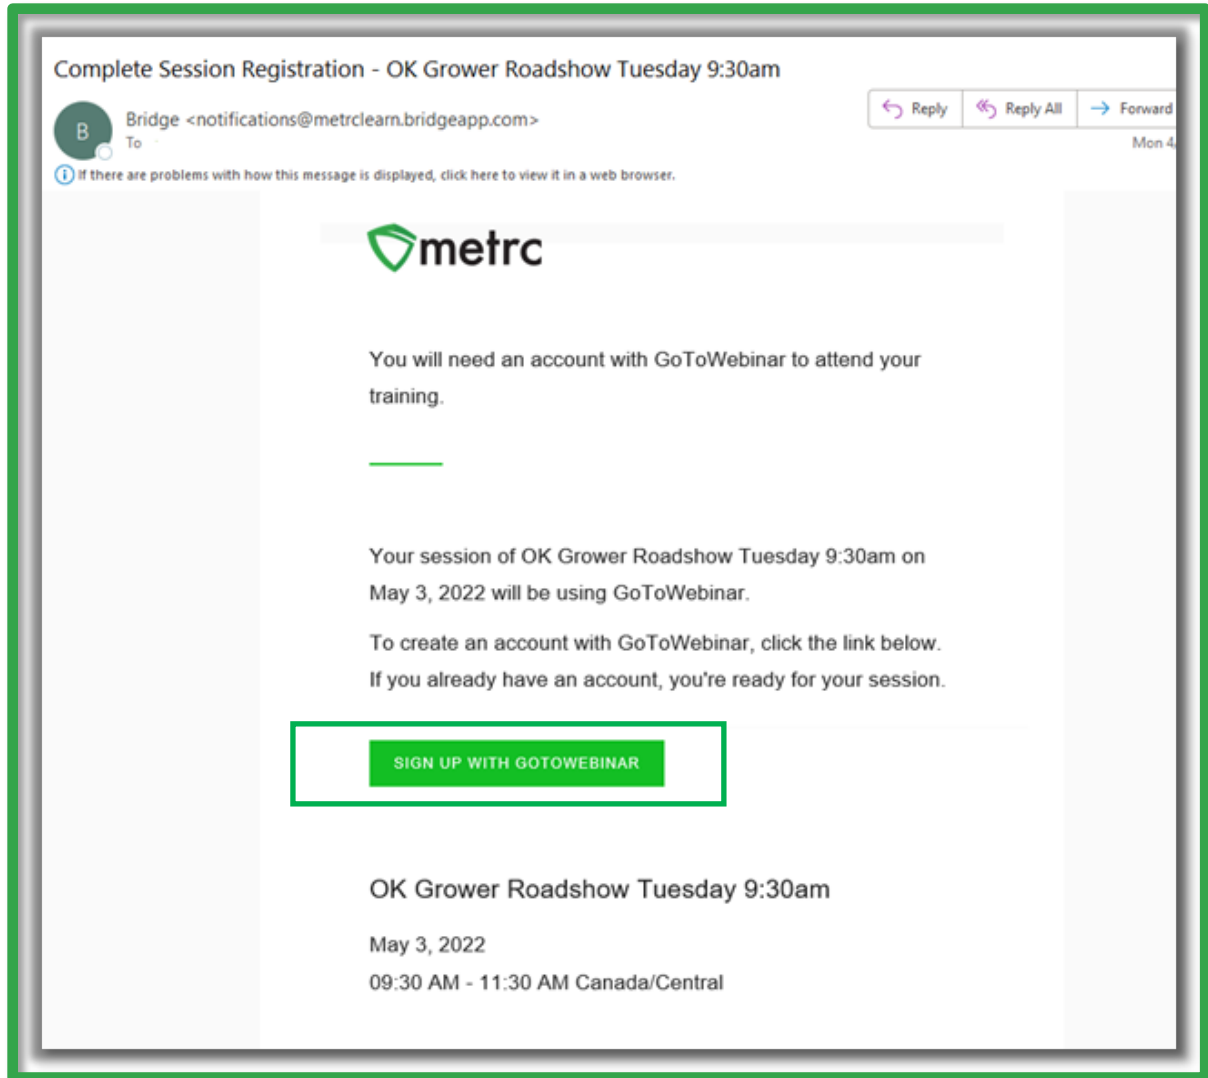 Complete Session Registration - OK Grower Roadshow Tuesday 9:30am
B
Bridge <notifications@metrclearn.bridgeapp.com>
To
Reply
Reply All
Forward
Mon 4/
If there are problems with how this message is displayed, click here to view it in a web browser.
metrc
You will need an account with GoToWebinar to attend your
training.
Your session of OK Grower Roadshow Tuesday 9:30am on
May 3, 2022 will be using GoToWebinar.
To create an account with GoToWebinar, click the link below.
If you already have an account, you're ready for your session.
SIGN UP WITH GOTOWEBINAR
OK Grower Roadshow Tuesday 9:30am
May 3, 2022
09:30 AM - 11:30 AM Canada/Central